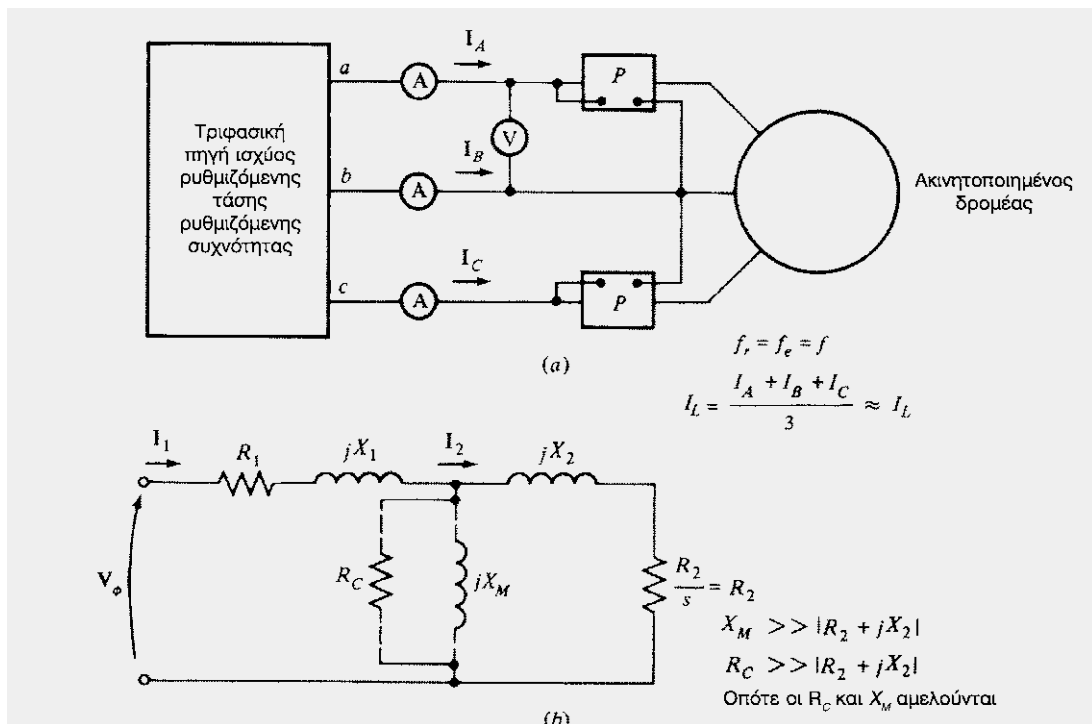 I_A
a
A
P
Τριφασική
πηγή ισχύος
ρυθμιζόμενης
τάσης
ρυθμιζόμενης
συχνότητας
V
I_B
b
A
Ακινητοποιημένος
δρομέας
I_C
c
A
P
(a)
f_r = f_e = f
I_L = (I_A + I_B + I_C) / 3 ≈ I_L
I_1
R_1
jX_1
I_2
jX_2
V_φ
R_C
jX_M
R_2 / s = R_2
X_M >> |R_2 + jX_2|
R_C >> |R_2 + jX_2|
Οπότε οι R_C και X_M αμελούνται
(b)